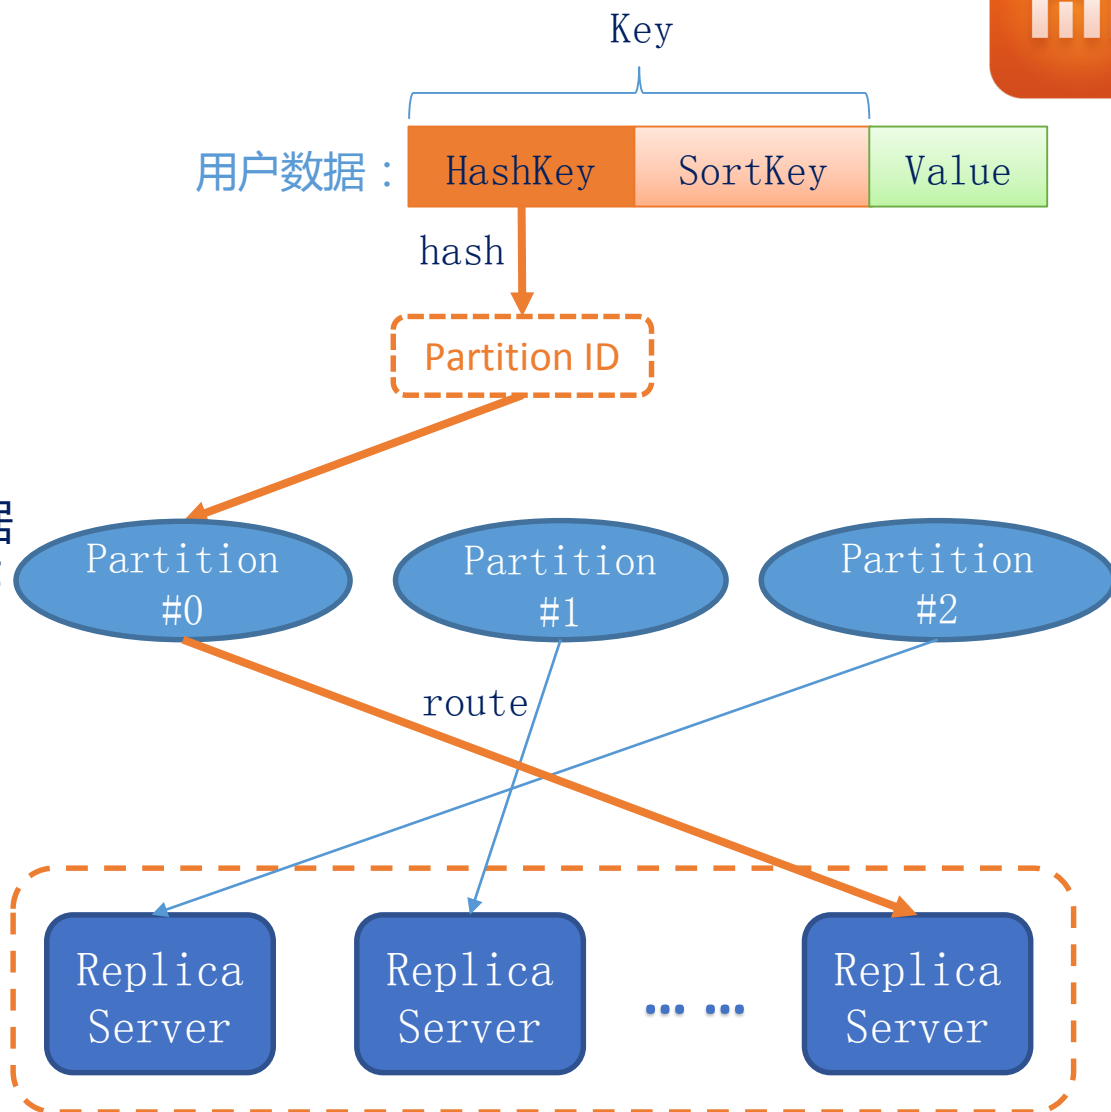 Key
用户数据：
HashKey
SortKey
Value
hash
Partition ID
据
Partition
#0
Partition
#1
Partition
#2
route
Replica
Server
Replica
Server
... ...
Replica
Server